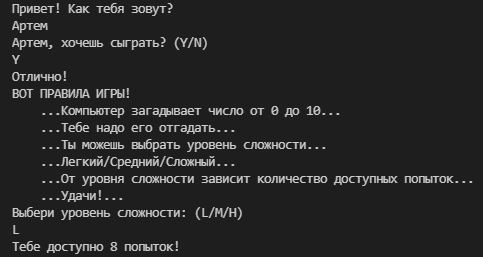 Привет! Как тебя зовут?
Артем
Артем, хочешь сыграть? (Y/N)
Y
Отлично!
ВОТ ПРАВИЛА ИГРЫ!
...Компьютер загадывает число от 0 до 10...
...Тебе надо его отгадать...
...Ты можешь выбрать уровень сложности...
...Легкий/Средний/Сложный...
...От уровня сложности зависит количество доступных попыток...
...Удачи!...
Выбери уровень сложности: (L/M/H)
L
Тебе доступно 8 попыток!